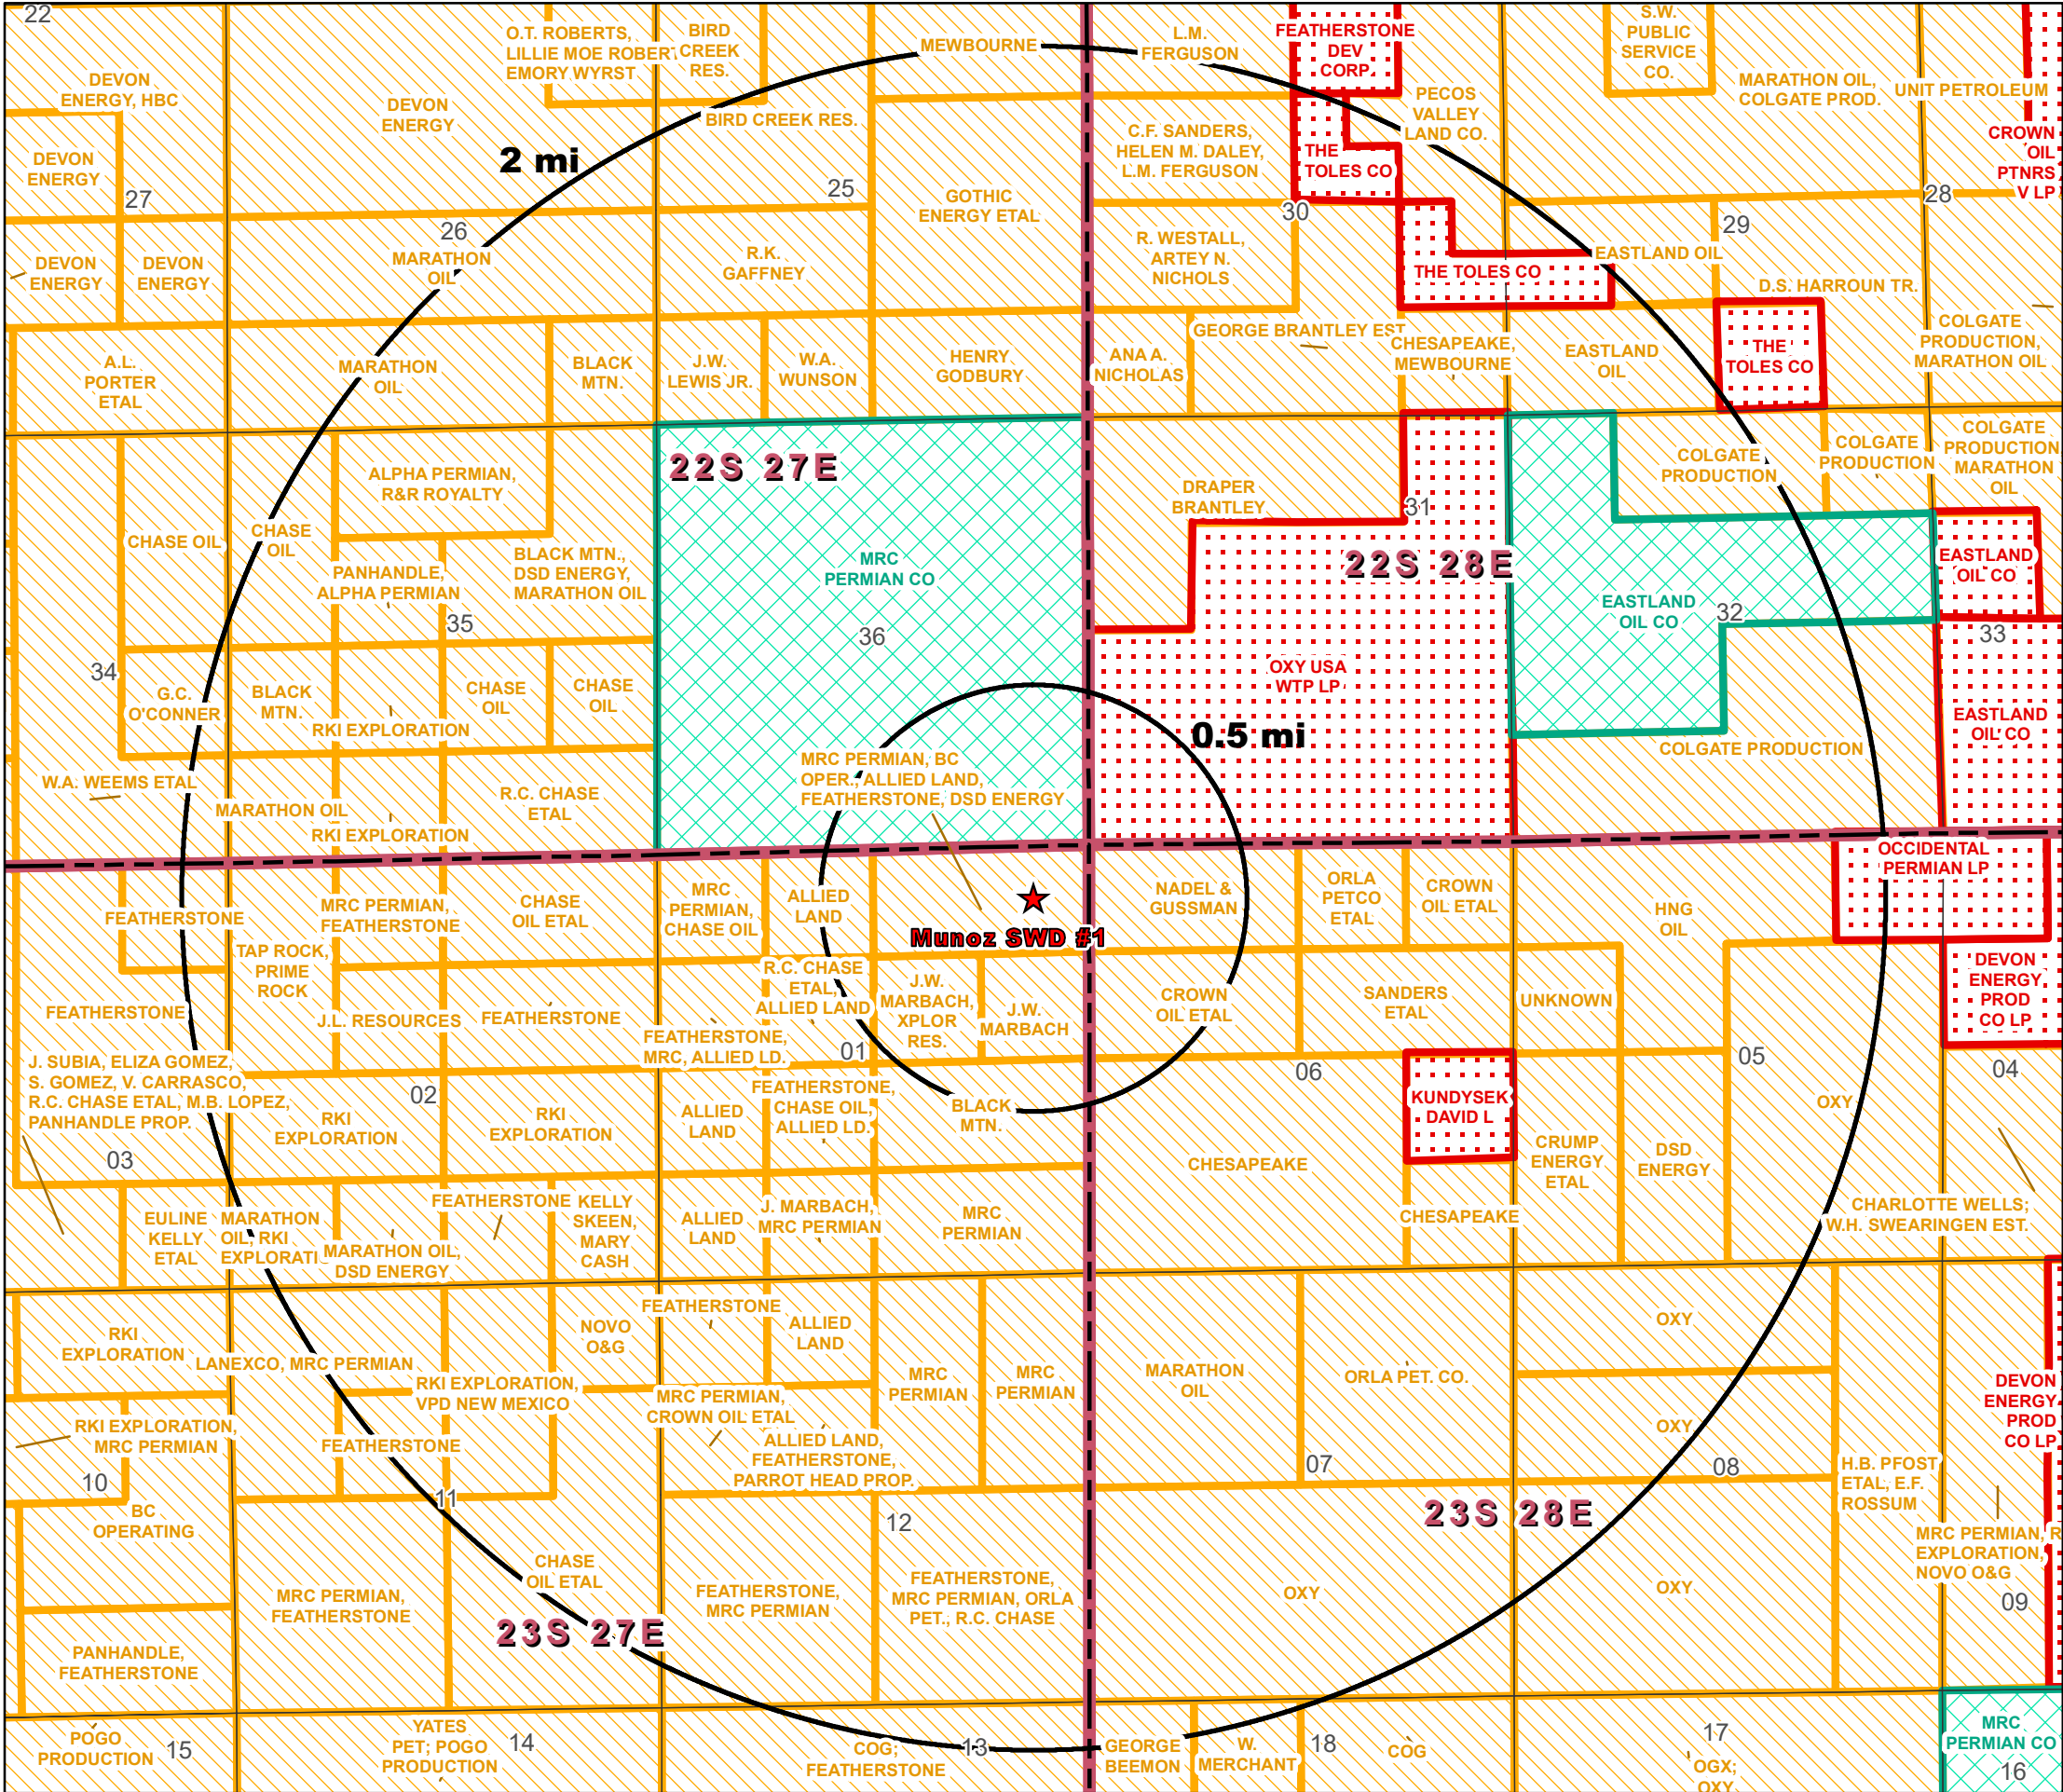 22
O.T. ROBERTS,
LILLIE MOE ROBERT
EMORY WYRST
BIRD
CREEK
RES.
MEWBOURNE
L.M.
FERGUSON
FEATHERSTONE
DEV
CORP.
S.W.
PUBLIC
SERVICE
CO.
DEVON
ENERGY, HBC
DEVON
ENERGY
BIRD CREEK RES.
PECOS
VALLEY
LAND CO.
MARATHON OIL,
COLGATE PROD.
UNIT PETROLEUM
CROWN
OIL
PTNRS
V LP
2 mi
DEVON
ENERGY
27
25
C.F. SANDERS,
HELEN M. DALEY,
L.M. FERGUSON
THE
TOLES CO
GOTHIC
ENERGY ETAL
30
29
28
26
MARATHON
OIL
DEVON
ENERGY
DEVON
ENERGY
R.K.
GAFFNEY
R. WESTALL,
ARTEY N.
NICHOLS
THE TOLES CO
EASTLAND OIL
D.S. HARROUN TR.
A.L.
PORTER
ETAL
MARATHON
OIL
BLACK
MTN.
J.W.
LEWIS JR.
W.A.
WUNSON
HENRY
GODBURY
ANA A.
NICHOLAS
GEORGE BRANTLEY EST
CHESAPEAKE,
MEWBOURNE
EASTLAND
OIL
THE
TOLES CO
COLGATE
PRODUCTION,
MARATHON OIL
22S 27E
ALPHA PERMIAN,
R&R ROYALTY
DRAPER
BRANTLEY
31
COLGATE
PRODUCTION
COLGATE
PRODUCTION
COLGATE
PRODUCTION
MARATHON
OIL
CHASE OIL
CHASE
OIL
PANHANDLE,
ALPHA PERMIAN
BLACK MTN.,
DSD ENERGY,
MARATHON OIL
35
MRC
PERMIAN CO
36
22S 28E
EASTLAND
OIL CO
32
EASTLAND
OIL CO
33
34
G.C.
O'CONNER
BLACK
MTN.
RKI EXPLORATION
CHASE
OIL
CHASE
OIL
OXY USA
WTP LP
0.5 mi
EASTLAND
OIL CO
COLGATE PRODUCTION
W.A. WEEMS ETAL
MARATHON OIL
RKI EXPLORATION
R.C. CHASE
ETAL
MRC PERMIAN, BC
OPER., ALLIED LAND,
FEATHERSTONE, DSD ENERGY
OCCIDENTAL
PERMIAN LP
FEATHERSTONE
MRC PERMIAN,
FEATHERSTONE
CHASE
OIL ETAL
MRC
PERMIAN,
CHASE OIL
ALLIED
LAND
Munoz SWD #1
NADEL &
GUSSMAN
ORLA
PETCO
ETAL
CROWN
OIL ETAL
HNG
OIL
TAP ROCK,
PRIME
ROCK
FEATHERSTONE
J.L. RESOURCES
FEATHERSTONE
R.C. CHASE
ETAL,
ALLIED LAND
FEATHERSTONE,
MRC, ALLIED LD.
01
J.W.
MARBACH,
XPLOR
RES.
J.W.
MARBACH
CROWN
OIL ETAL
SANDERS
ETAL
UNKNOWN
DEVON
ENERGY
PROD
CO LP
J. SUBIA, ELIZA GOMEZ,
S. GOMEZ, V. CARRASCO,
R.C. CHASE ETAL, M.B. LOPEZ,
PANHANDLE PROP.
02
RKI
EXPLORATION
RKI
EXPLORATION
ALLIED
LAND
FEATHERSTONE,
CHASE OIL,
ALLIED LD.
BLACK
MTN.
06
KUNDYSEK
DAVID L
05
04
OXY
03
CHESAPEAKE
CRUMP
ENERGY
ETAL
DSD
ENERGY
EULINE
KELLY
ETAL
MARATHON
OIL, RKI
EXPLORATI
MARATHON OIL,
DSD ENERGY
FEATHERSTONE
KELLY
SKEEN,
MARY
CASH
ALLIED
LAND
J. MARBACH,
MRC PERMIAN
MRC
PERMIAN
CHESAPEAKE
CHARLOTTE WELLS;
W.H. SWEARINGEN EST.
RKI
EXPLORATION
LANEXCO, MRC PERMIAN
NOVO
O&G
FEATHERSTONE
ALLIED
LAND
MRC
PERMIAN
MRC
PERMIAN
MARATHON
OIL
ORLA PET. CO.
OXY
RKI EXPLORATION,
VPD NEW MEXICO
MRC PERMIAN,
CROWN OIL ETAL
OXY
DEVON
ENERGY
PROD
CO LP
RKI EXPLORATION,
MRC PERMIAN
FEATHERSTONE
ALLIED LAND,
FEATHERSTONE,
PARROT HEAD PROP.
07
08
H.B. PFOST
ETAL, E.F.
ROSSUM
10
BC
OPERATING
11
12
23S 28E
MRC PERMIAN, R
EXPLORATION,
NOVO O&G
CHASE
OIL ETAL
MRC PERMIAN,
FEATHERSTONE
FEATHERSTONE,
MRC PERMIAN
FEATHERSTONE,
MRC PERMIAN, ORLA
PET.; R.C. CHASE
OXY
OXY
09
23S 27E
PANHANDLE,
FEATHERSTONE
POGO
PRODUCTION
15
YATES
PET; POGO
PRODUCTION
14
COG;
FEATHERSTONE
13
GEORGE
BEEMON
W.
MERCHANT
18
COG
17
OGX;
OXY
MRC
PERMIAN CO
16